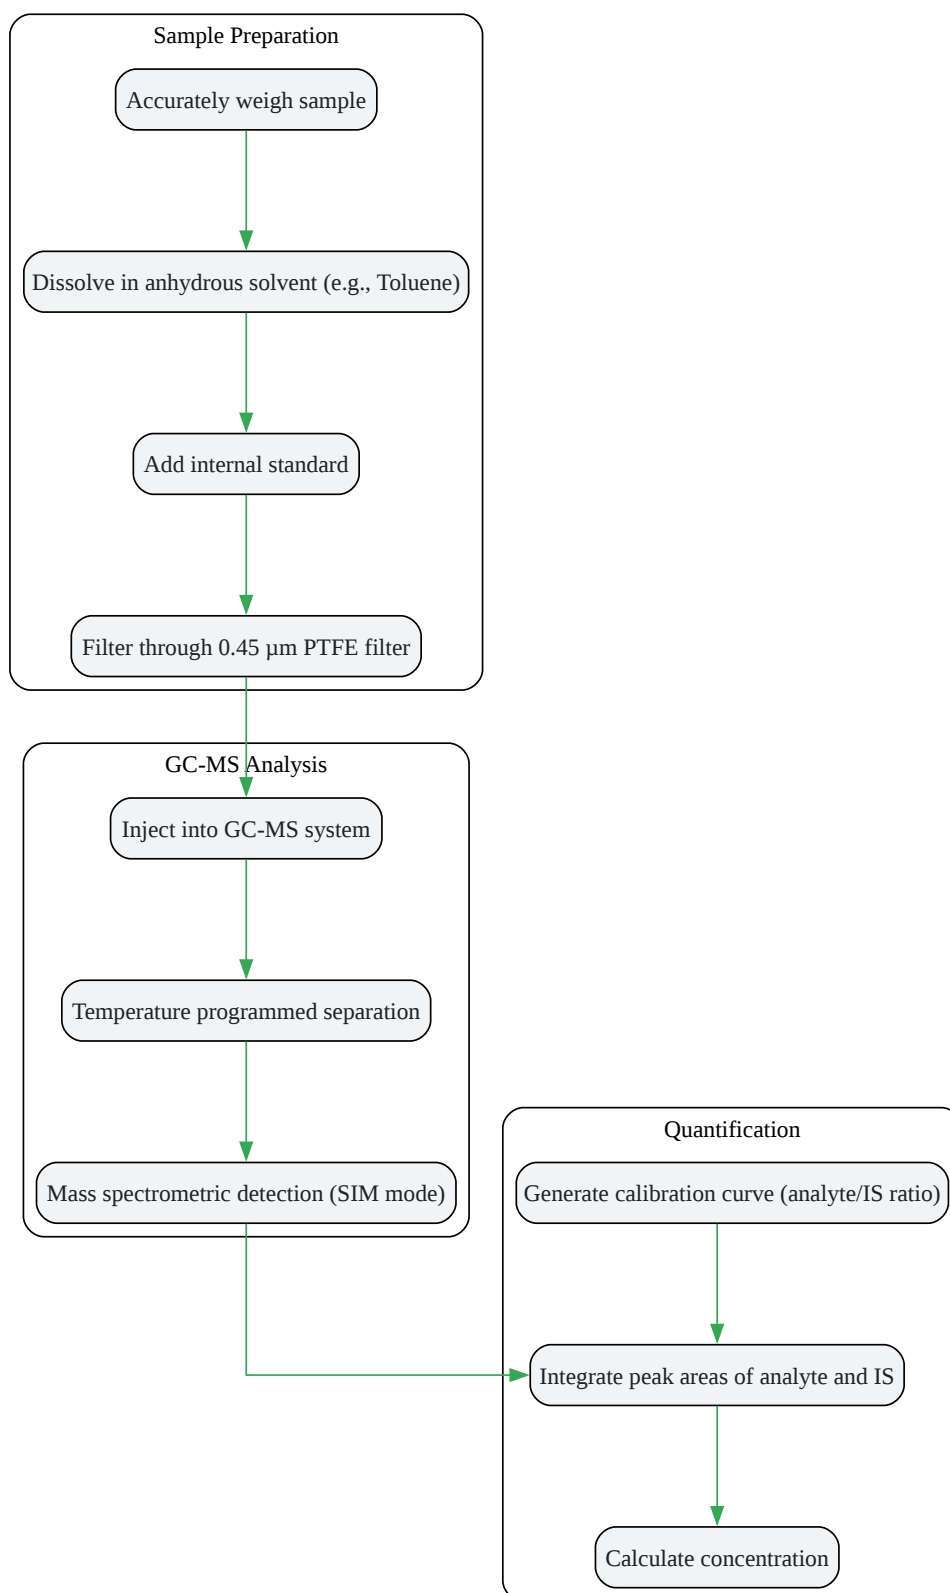 Sample Preparation
Accurately weigh sample
Dissolve in anhydrous solvent (e.g., Toluene)
Add internal standard
Filter through 0.45 µm PTFE filter
GC-MS Analysis
Inject into GC-MS system
Temperature programmed separation
Mass spectrometric detection (SIM mode)
Quantification
Generate calibration curve (analyte/IS ratio)
Integrate peak areas of analyte and IS
Calculate concentration